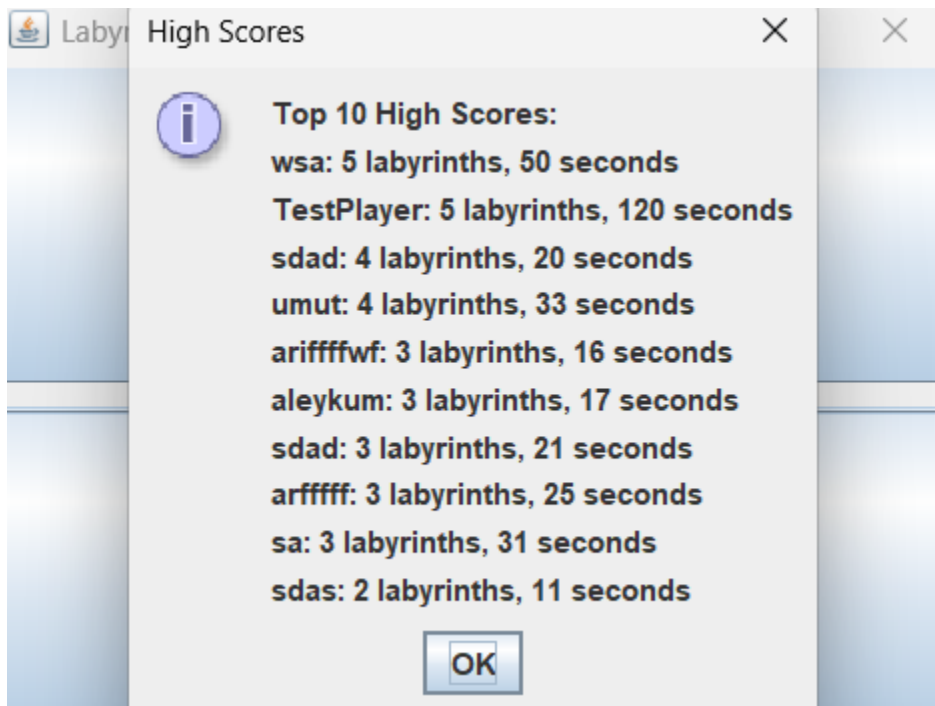 Labyr
High Scores
Top 10 High Scores:
wsa: 5 labyrinths, 50 seconds
TestPlayer: 5 labyrinths, 120 seconds
sdad: 4 labyrinths, 20 seconds
umut: 4 labyrinths, 33 seconds
ariffffwf: 3 labyrinths, 16 seconds
aleykum: 3 labyrinths, 17 seconds
sdad: 3 labyrinths, 21 seconds
arfffff: 3 labyrinths, 25 seconds
sa: 3 labyrinths, 31 seconds
sdas: 2 labyrinths, 11 seconds
OK